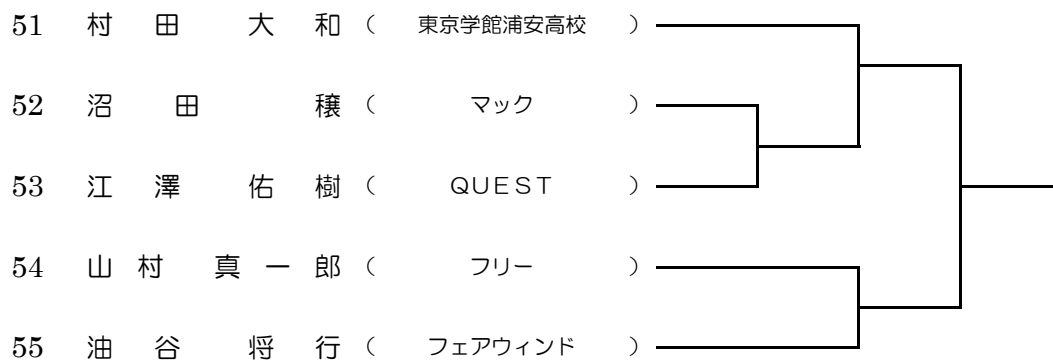 51 村田 大和 ( 東京学館浦安高校 )
52 沼田 穣 ( マック )
53 江澤 佑樹 ( QUEST )
54 山村 真一郎 ( フリー )
55 油谷 将行 ( フェアウィンド )